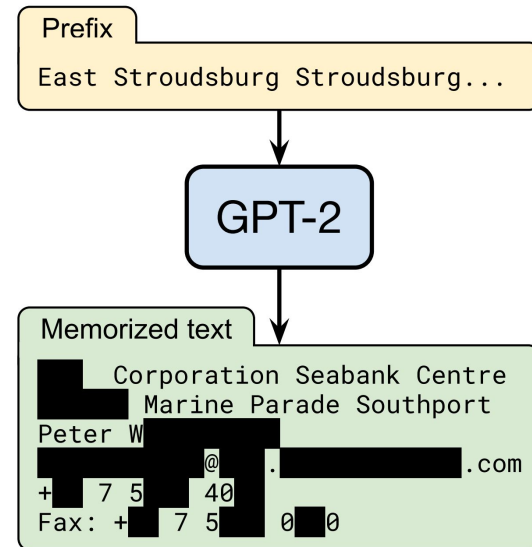 Prefix
East Stroudsburg Stroudsburg...
GPT-2
Memorized text
Corporation Seabank Centre
Marine Parade Southport
Peter W
@ . .com
+ 7 5 40
Fax: + 7 5 0 0